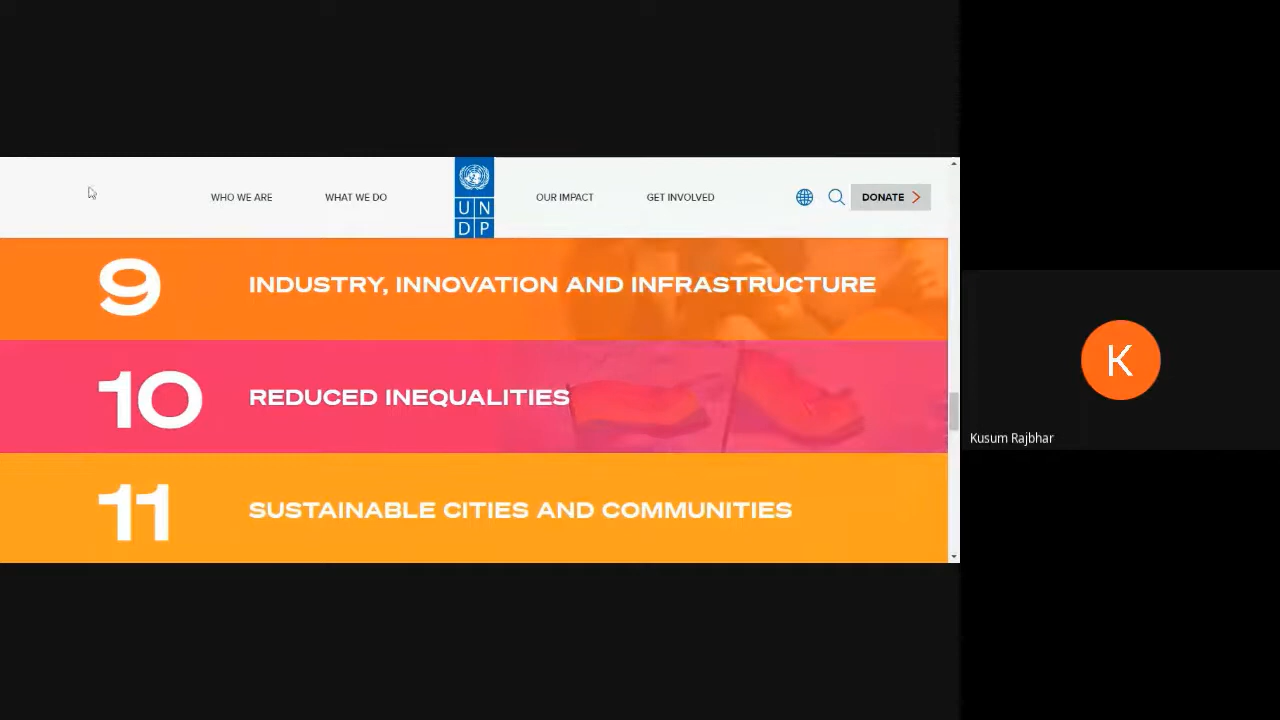 WHO WE ARE
WHAT WE DO
U N
D P
OUR IMPACT
GET INVOLVED
DONATE
9
INDUSTRY, INNOVATION AND INFRASTRUCTURE
10
REDUCED INEQUALITIES
11
SUSTAINABLE CITIES AND COMMUNITIES
K
Kusum Rajbhar